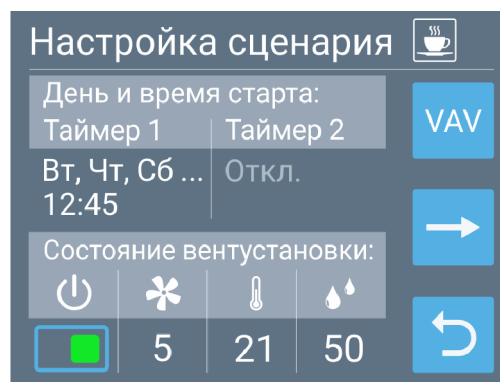 Настройка сценария
День и время старта:
Таймер 1 Таймер 2
VAV
Вт, Чт, Сб ... Откл.
12:45
Состояние вентустановки:
5 21 50